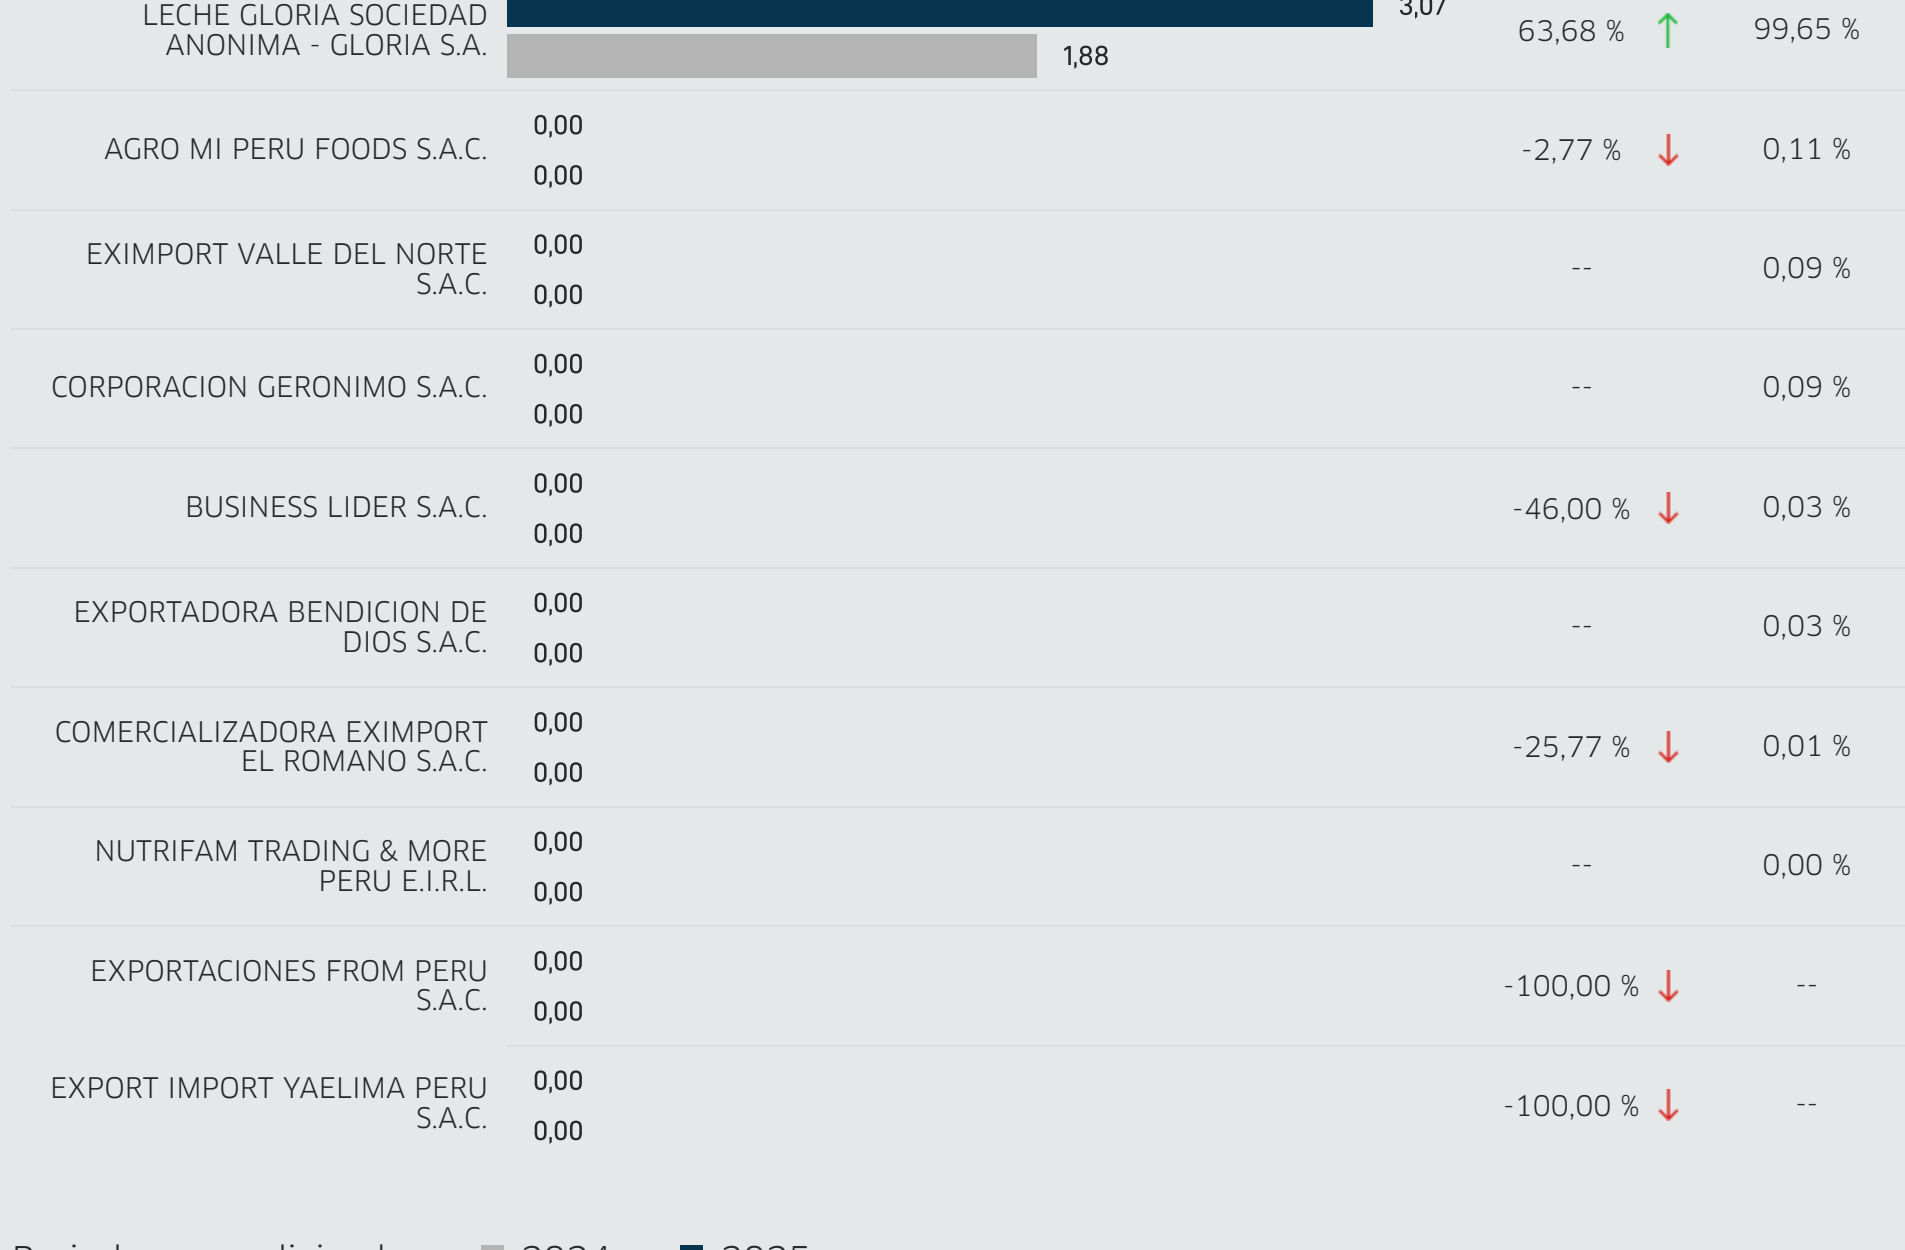 LECHE GLORIA SOCIEDAD
ANONIMA - GLORIA S.A.
3,07
1,88
63,68 %
99,65 %
AGRO MI PERU FOODS S.A.C.
0,00
0,00
-2,77 %
0,11 %
EXIMPORT VALLE DEL NORTE
S.A.C.
0,00
0,00
--
0,09 %
CORPORACION GERONIMO S.A.C.
0,00
0,00
--
0,09 %
BUSINESS LIDER S.A.C.
0,00
0,00
-46,00 %
0,03 %
EXPORTADORA BENDICION DE
DIOS S.A.C.
0,00
0,00
--
0,03 %
COMERCIALIZADORA EXIMPORT
EL ROMANO S.A.C.
0,00
0,00
-25,77 %
0,01 %
NUTRIFAM TRADING & MORE
PERU E.I.R.L.
0,00
0,00
--
0,00 %
EXPORTACIONES FROM PERU
S.A.C.
0,00
0,00
-100,00 %
--
EXPORT IMPORT YAELIMA PERU
S.A.C.
0,00
0,00
-100,00 %
--
2024 2025